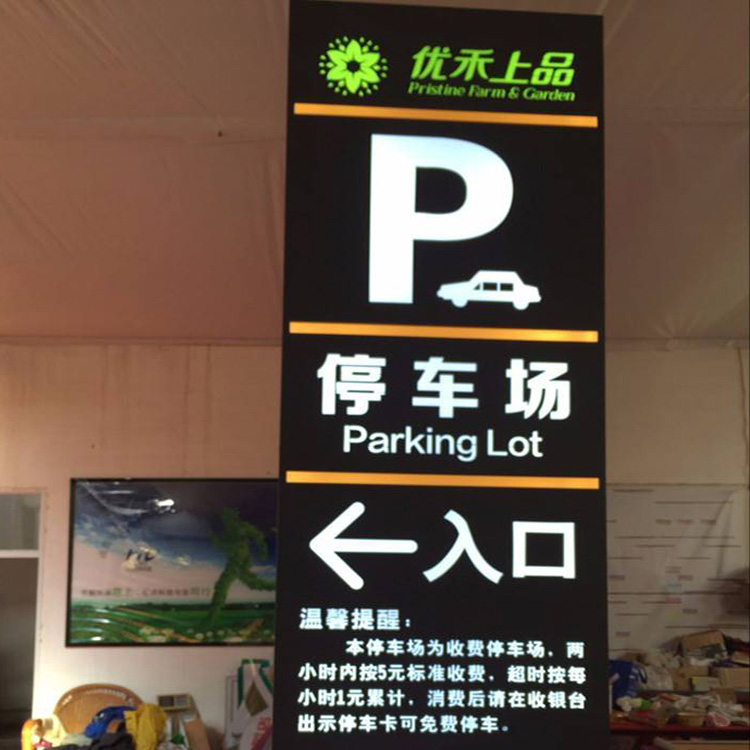 优禾上品
Pristine Farm & Garden
P
停车场
Parking Lot
入口
温馨提醒：
本停车场为收费停车场，两
小时内按5元标准收费，超时按每
小时1元累计，消费后请在收银台
出示停车卡可免费停车。